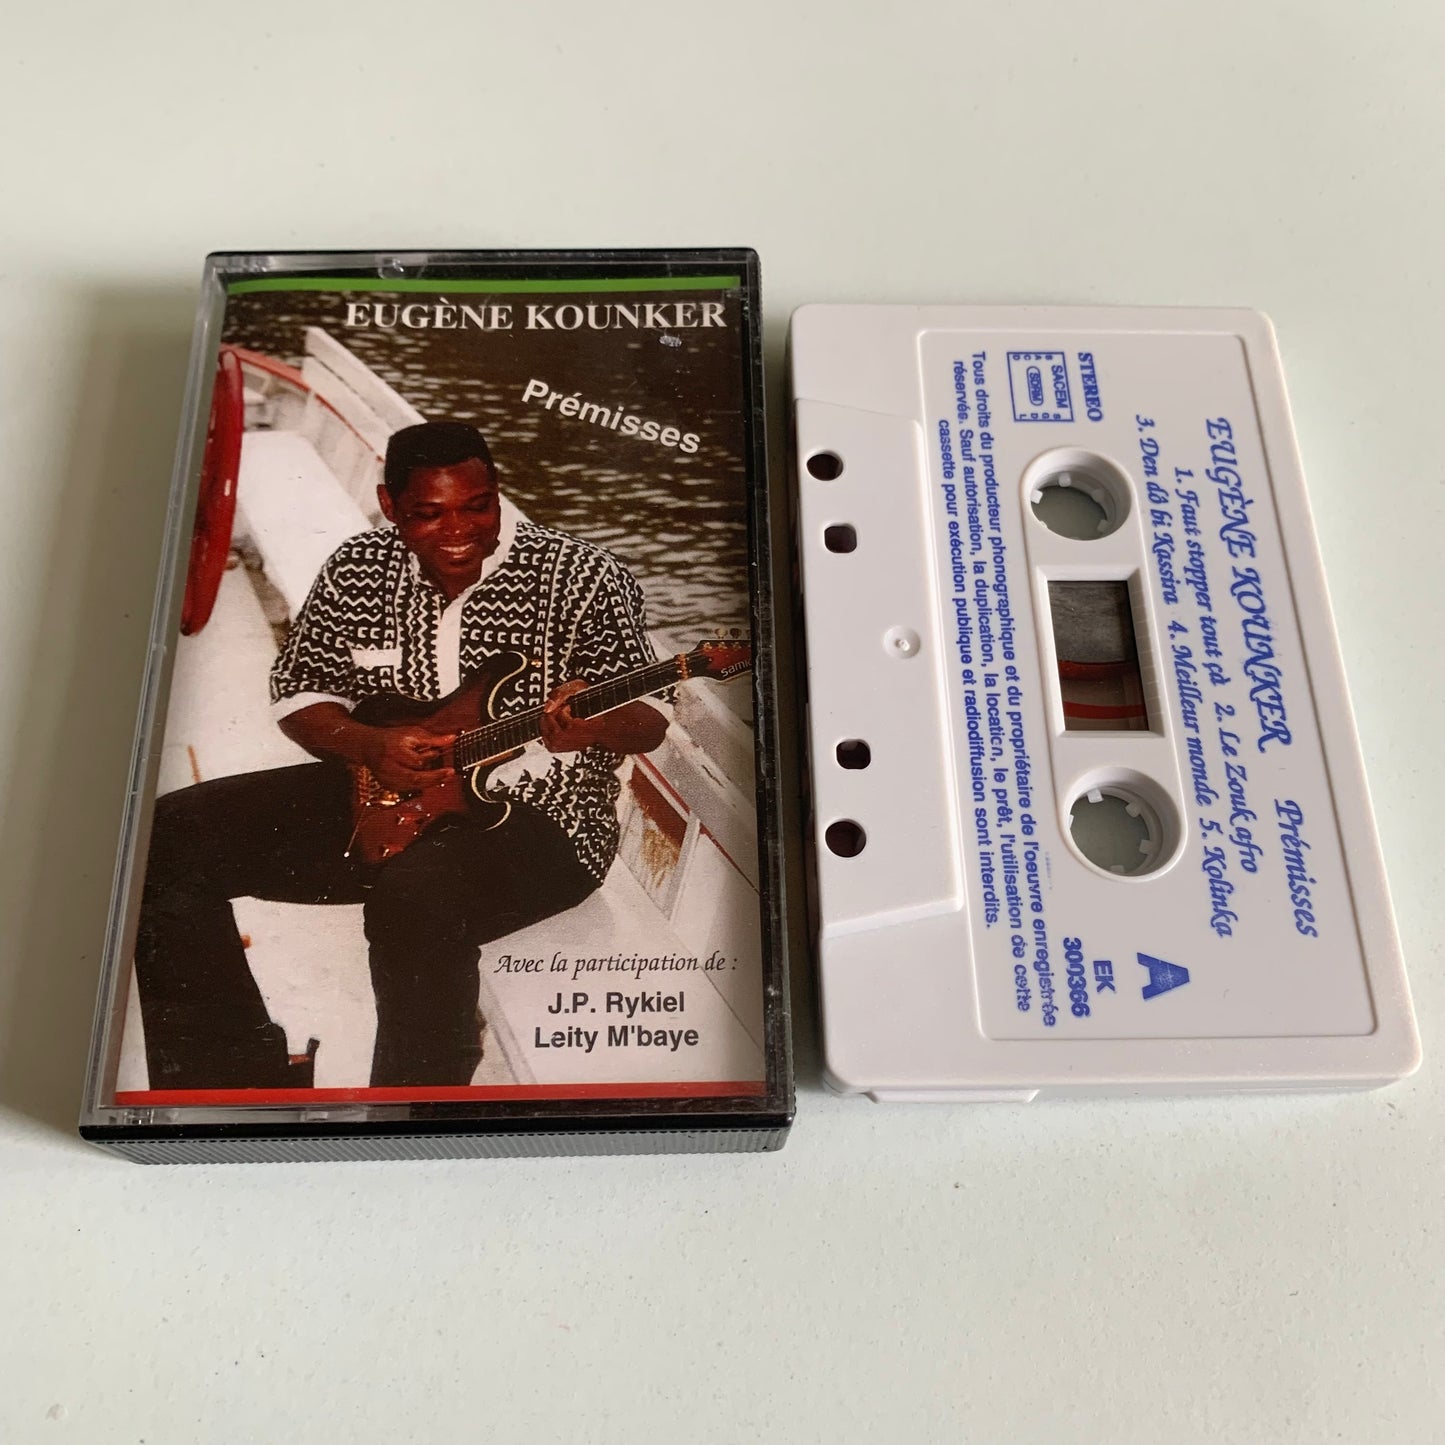 EUGÈNE KOUNKER
Prémisses
samick
Avec la participation de :
J.P. Rykiel
Leity M'baye
EUGÈNE KOUNKER Prémisses
1. Faut stopper tout ça 2. Le Zouk afro
3. Den dô bi Kassira 4. Meilleur monde 5. Kolinka
STEREO
SACEM
SDRM
A
EK
300366
Tous droits du producteur phonographique et du propriétaire de l'oeuvre enregistrée
réservés. Sauf autorisation, la duplication, la location, le prêt, l'utilisation de cette
cassette pour exécution publique et radiodiffusion sont interdits.